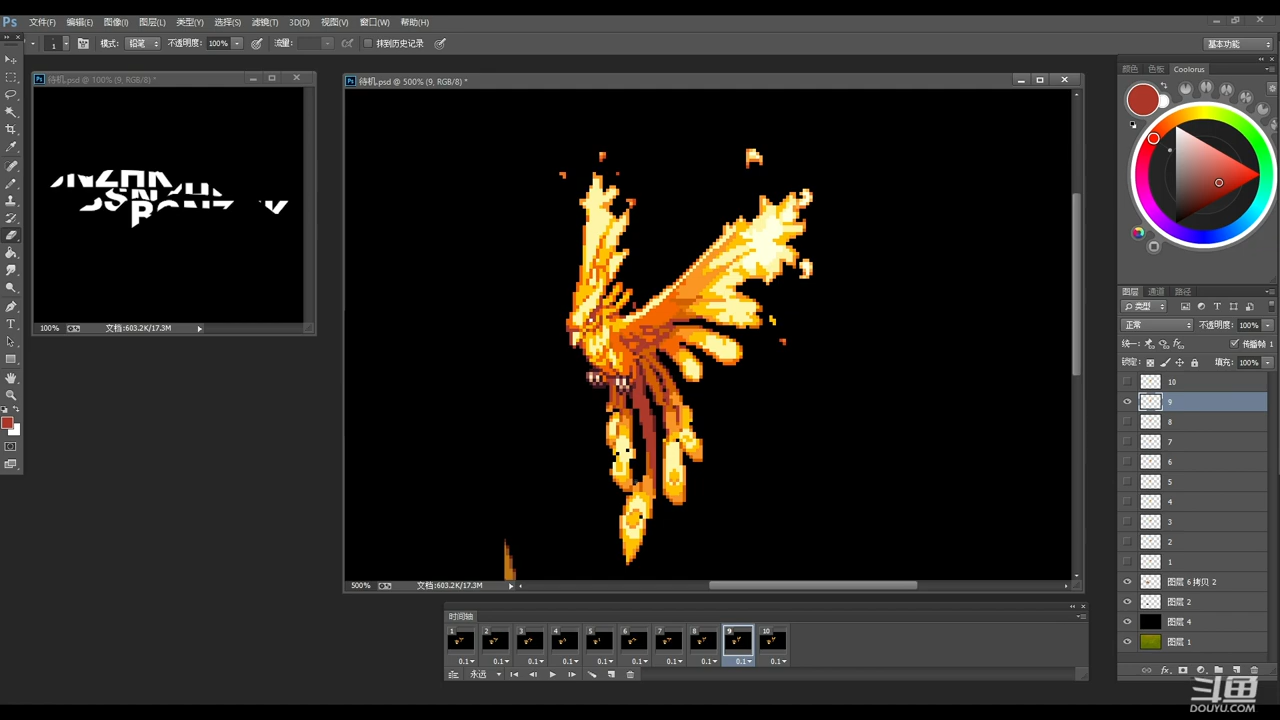 Ps 文件(F) 编辑(E) 图像(I) 图层(L) 类型(Y) 选择(S) 滤镜(T) 3D(D) 视图(V) 窗口(W) 帮助(H)
1 模式: 铅笔 不透明度: 100% 流量: 抹到历史记录 基本功能
待机.psd @ 100% (9, RGB/8) *
待机.psd @ 500% (9, RGB/8) *
100% 文档:603.2K/17.3M
500% 文档:603.2K/17.3M
颜色 色板 Coolorus
图层 通道 路径
类型
正常 不透明度: 100%
统一: 传播帧 1
锁定: 填充: 100%
10
9
8
7
6
5
4
3
2
1
图层 6 拷贝 2
图层 2
图层 4
图层 1
时间轴
1 2 3 4 5 6 7 8 9 10
0.1 0.1 0.1 0.1 0.1 0.1 0.1 0.1 0.1 0.1
永远
斗鱼
DOUYU.COM